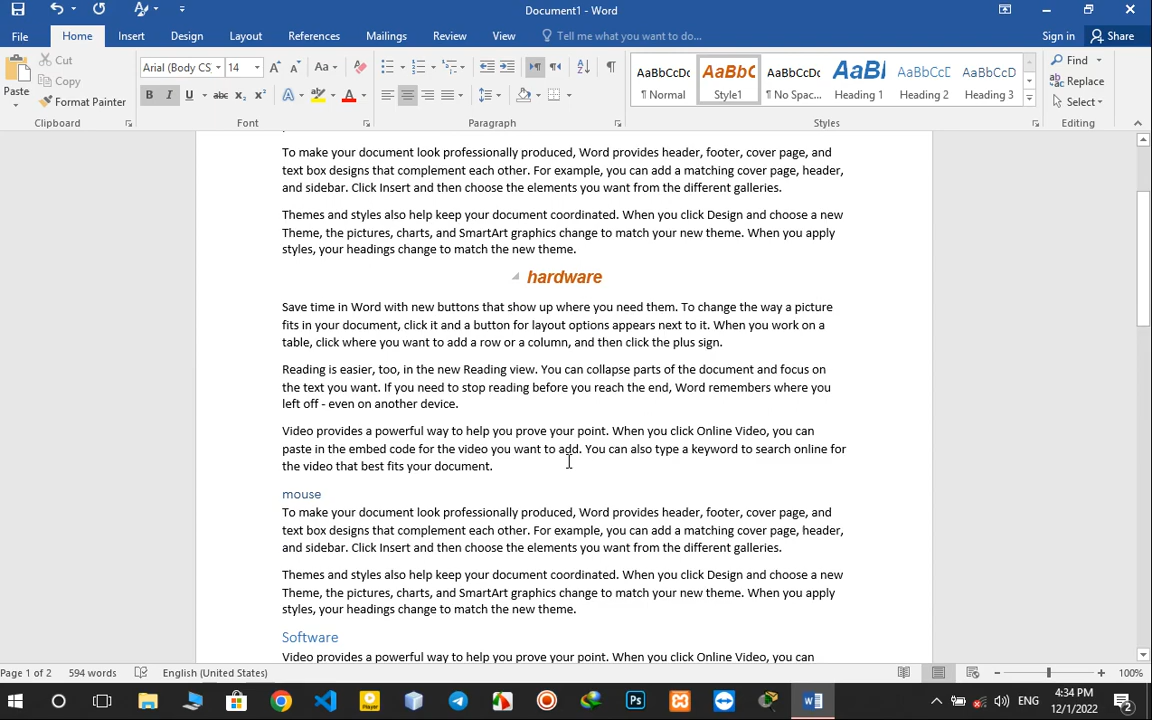 Document1 - Word
File Home Insert Design Layout References Mailings Review View Tell me what you want to do... Sign in Share
Paste
Cut
Copy
Format Painter
Clipboard
Arial (Body CS) 14
Font
Paragraph
AaBbCcDc ¶ Normal
AaBbC Style1
AaBbCcDc ¶ No Spac...
AaBl Heading 1
AaBbCcE Heading 2
AaBbCcDc Heading 3
Styles
Find
Replace
Select
Editing
To make your document look professionally produced, Word provides header, footer, cover page, and
text box designs that complement each other. For example, you can add a matching cover page, header,
and sidebar. Click Insert and then choose the elements you want from the different galleries.
Themes and styles also help keep your document coordinated. When you click Design and choose a new
Theme, the pictures, charts, and SmartArt graphics change to match your new theme. When you apply
styles, your headings change to match the new theme.
hardware
Save time in Word with new buttons that show up where you need them. To change the way a picture
fits in your document, click it and a button for layout options appears next to it. When you work on a
table, click where you want to add a row or a column, and then click the plus sign.
Reading is easier, too, in the new Reading view. You can collapse parts of the document and focus on
the text you want. If you need to stop reading before you reach the end, Word remembers where you
left off - even on another device.
Video provides a powerful way to help you prove your point. When you click Online Video, you can
paste in the embed code for the video you want to add. You can also type a keyword to search online for
the video that best fits your document.
mouse
To make your document look professionally produced, Word provides header, footer, cover page, and
text box designs that complement each other. For example, you can add a matching cover page, header,
and sidebar. Click Insert and then choose the elements you want from the different galleries.
Themes and styles also help keep your document coordinated. When you click Design and choose a new
Theme, the pictures, charts, and SmartArt graphics change to match your new theme. When you apply
styles, your headings change to match the new theme.
Software
Video provides a powerful way to help you prove your point. When you click Online Video, you can
Page 1 of 2 594 words English (United States) 100%
ENG 4:34 PM
12/1/2022